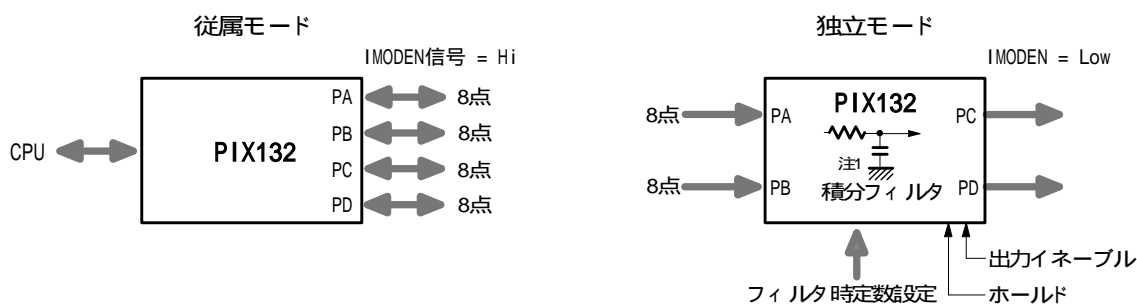 従属モード
IMODEN信号 = Hi
CPU
PIX132
PA
8点
PB
8点
PC
8点
PD
8点
独立モード
IMODEN = Low
8点
PA
PIX132
PC
注1
8点
PB
積分フィルタ
PD
出力イネーブル
ホールド
フィルタ時定数設定